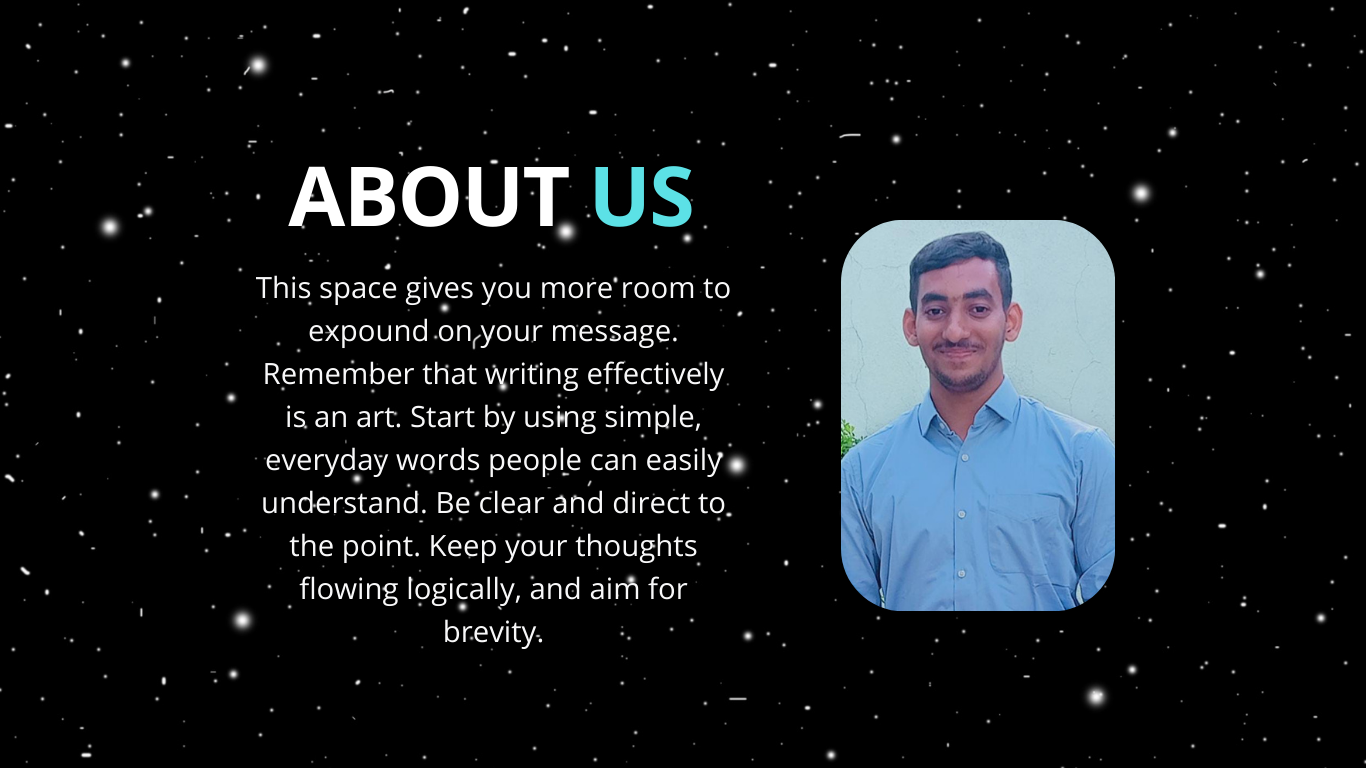 ABOUT US
This space gives you more room to
expound on your message.
Remember that writing effectively
is an art. Start by using simple,
everyday words people can easily
understand. Be clear and direct to
the point. Keep your thoughts
flowing logically, and aim for
brevity.